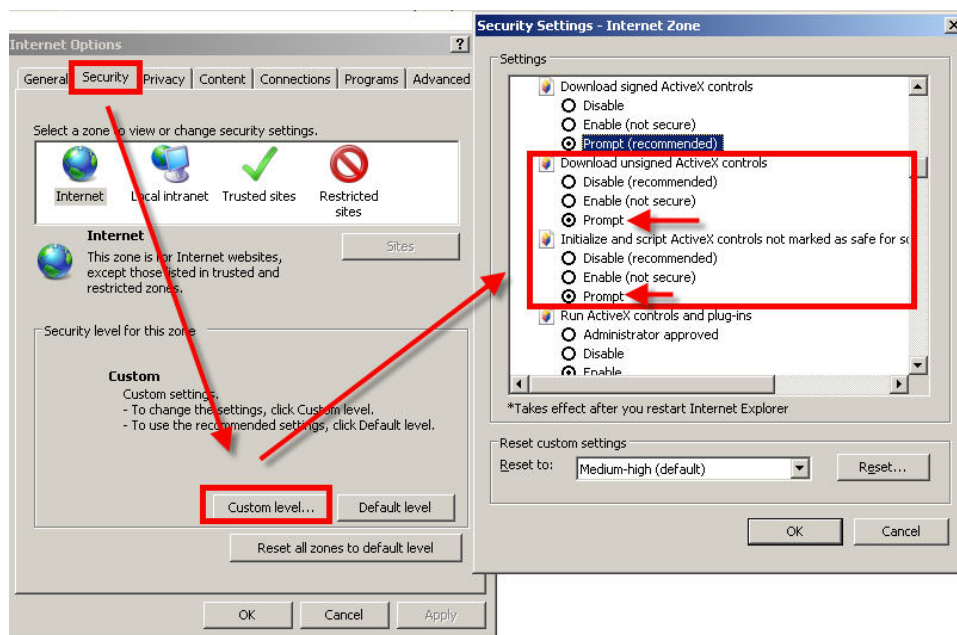 Internet Options
?
General Security Privacy Content Connections Programs Advanced
Select a zone to view or change security settings.
Internet Local intranet Trusted sites Restricted
sites
Internet
Sites
This zone is for Internet websites,
except those listed in trusted and
restricted zones.
Security level for this zone
Custom
Custom settings.
- To change the settings, click Custom level.
- To use the recommended settings, click Default level.
Custom level... Default level
Reset all zones to default level
OK Cancel Apply
Security Settings - Internet Zone
X
Settings
Download signed ActiveX controls
Disable
Enable (not secure)
Prompt (recommended)
Download unsigned ActiveX controls
Disable (recommended)
Enable (not secure)
Prompt
Initialize and script ActiveX controls not marked as safe for sc
Disable (recommended)
Enable (not secure)
Prompt
Run ActiveX controls and plug-ins
Administrator approved
Disable
Enable
*Takes effect after you restart Internet Explorer
Reset custom settings
Reset to: Medium-high (default) Reset...
OK Cancel